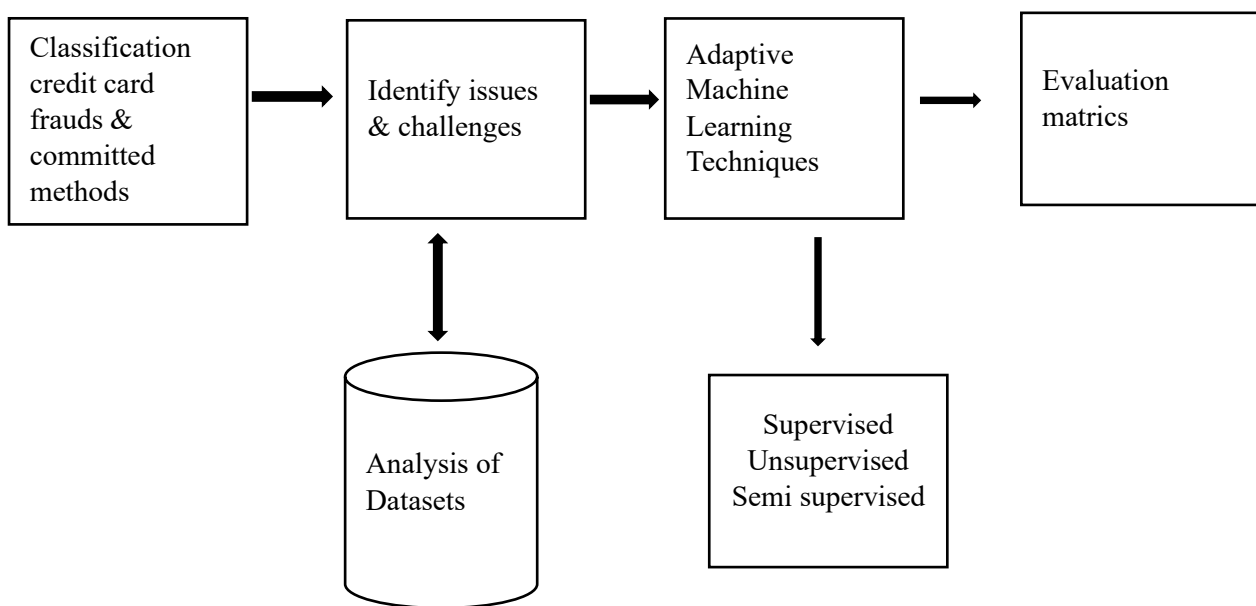 Classification
credit card
frauds &
committed
methods
Identify issues
& challenges
Adaptive
Machine
Learning
Techniques
Evaluation
matrics
Analysis of
Datasets
Supervised
Unsupervised
Semi supervised